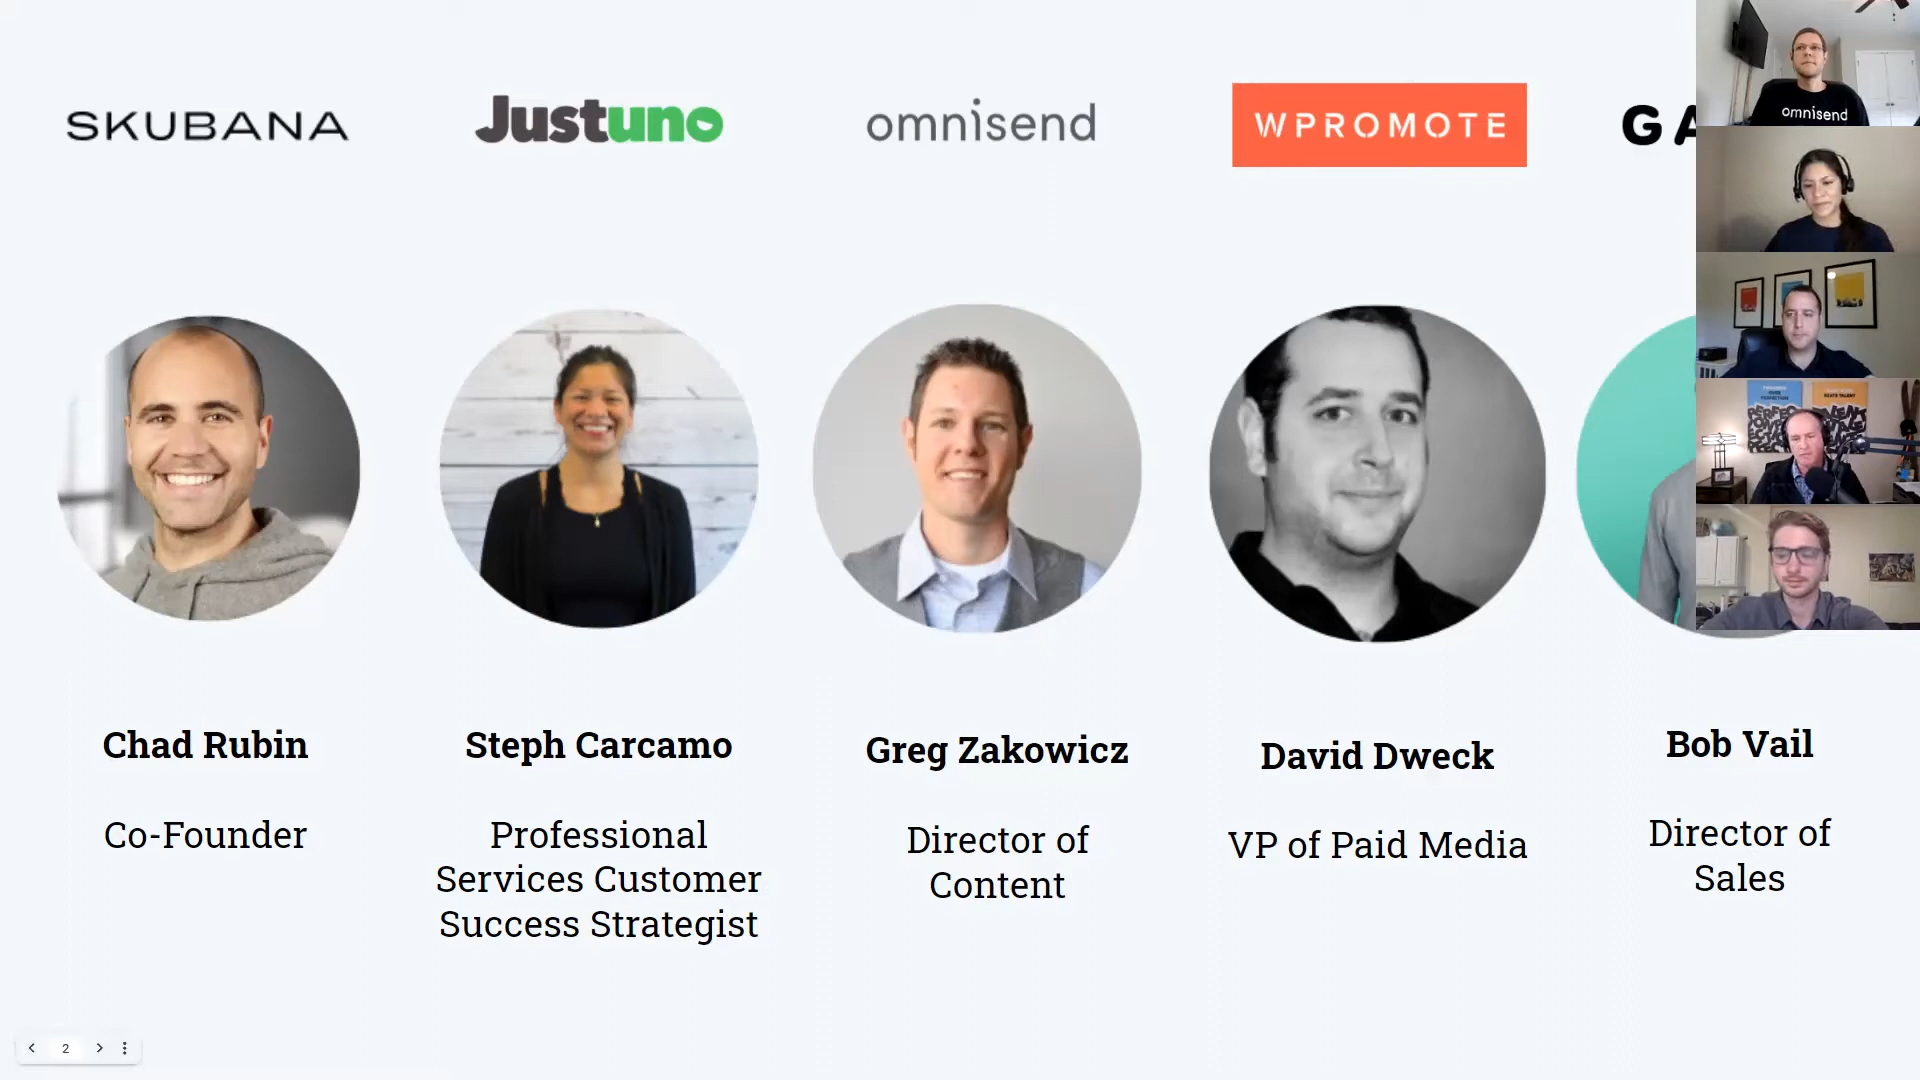 SKUBANA
Justuno
omnisend
WPROMOTE
GA
omnisend
Chad Rubin
Co-Founder
Steph Carcamo
Professional
Services Customer
Success Strategist
Greg Zakowicz
Director of
Content
David Dweck
VP of Paid Media
Bob Vail
Director of
Sales
2